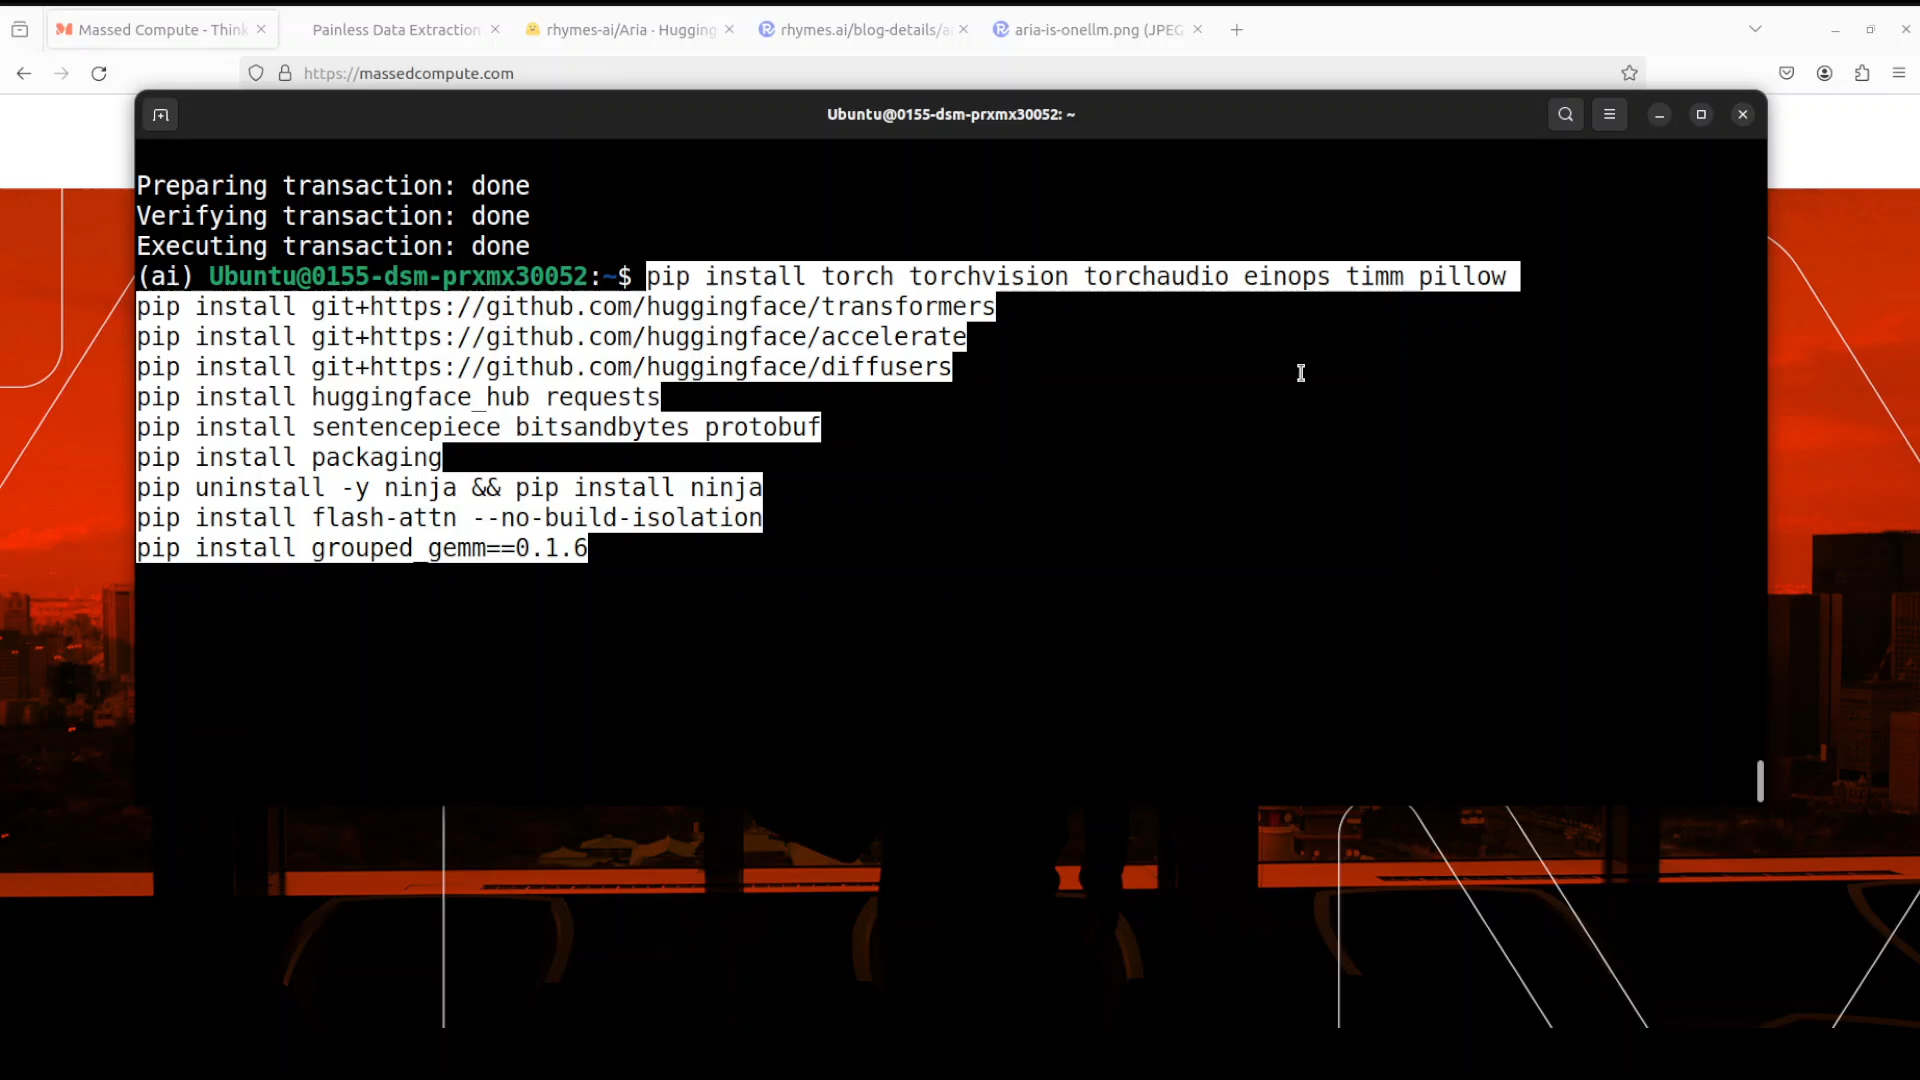 Massed Compute - Think
Painless Data Extraction
rhymes-ai/Aria · Hugging
rhymes.ai/blog-details/a
aria-is-onellm.png (JPEG
https://massedcompute.com
Ubuntu@0155-dsm-prxmx30052: ~
Preparing transaction: done
Verifying transaction: done
Executing transaction: done
(ai) Ubuntu@0155-dsm-prxmx30052:~$ pip install torch torchvision torchaudio einops timm pillow
pip install git+https://github.com/huggingface/transformers
pip install git+https://github.com/huggingface/accelerate
pip install git+https://github.com/huggingface/diffusers
pip install huggingface_hub requests
pip install sentencepiece bitsandbytes protobuf
pip install packaging
pip uninstall -y ninja && pip install ninja
pip install flash-attn --no-build-isolation
pip install grouped_gemm==0.1.6